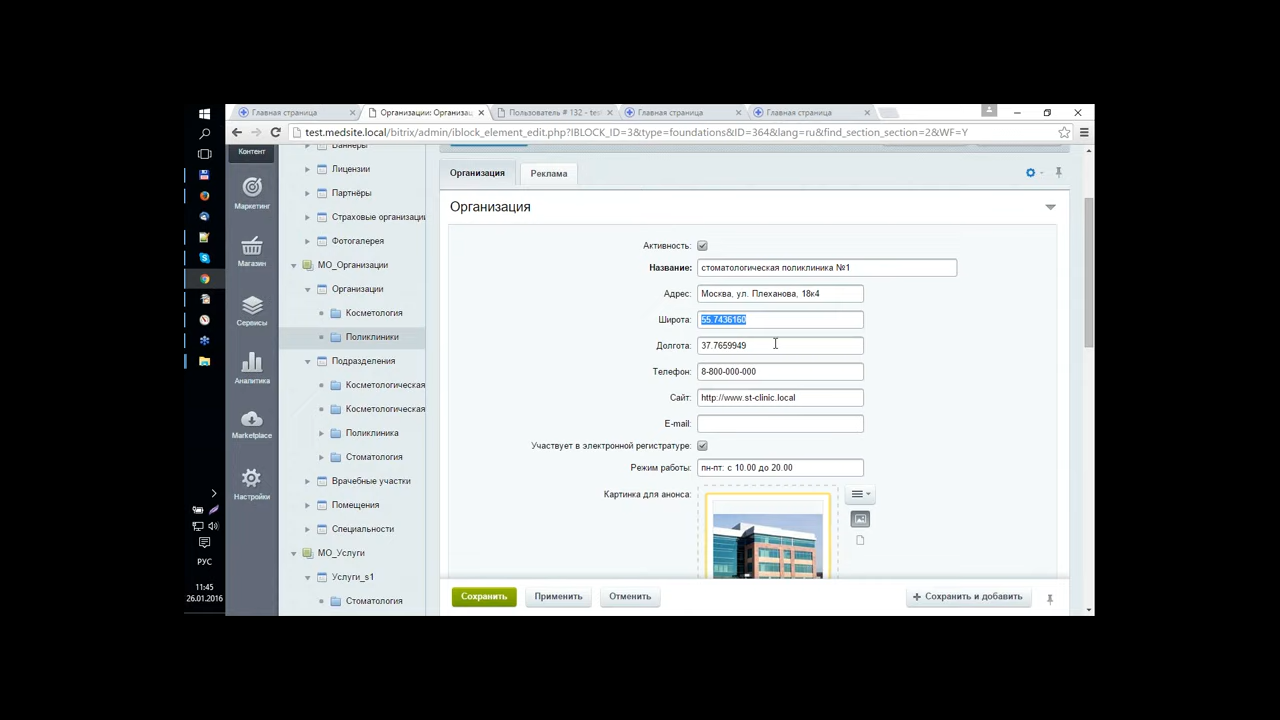 Главная страница
Организации: Организа
Пользователь # 132 - tes
Главная страница
Главная страница
test.medsite.local/bitrix/admin/iblock_element_edit.php?IBLOCK_ID=3&type=foundations&ID=364&lang=ru&find_section_section=2&WF=Y
Контент
Маркетинг
Магазин
Сервисы
Аналитика
Marketplace
Настройки
Баннеры
Лицензии
Партнёры
Страховые организации
Фотогалерея
МО_Организации
Организации
Косметология
Поликлиники
Подразделения
Косметологическая
Косметологическая
Поликлиника
Стоматология
Врачебные участки
Помещения
Специальности
МО_Услуги
Услуги_s1
Стоматология
Организация
Реклама
Организация
Активность:
Название: стоматологическая поликлиника №1
Адрес: Москва, ул. Плеханова, 18к4
Широта: 55.7436160
Долгота: 37.7659949
Телефон: 8-800-000-000
Сайт: http://www.st-clinic.local
E-mail:
Участвует в электронной регистратуре:
Режим работы: пн-пт: с 10.00 до 20.00
Картинка для анонса:
Сохранить
Применить
Отменить
Сохранить и добавить
РУС
11:45
26.01.2016